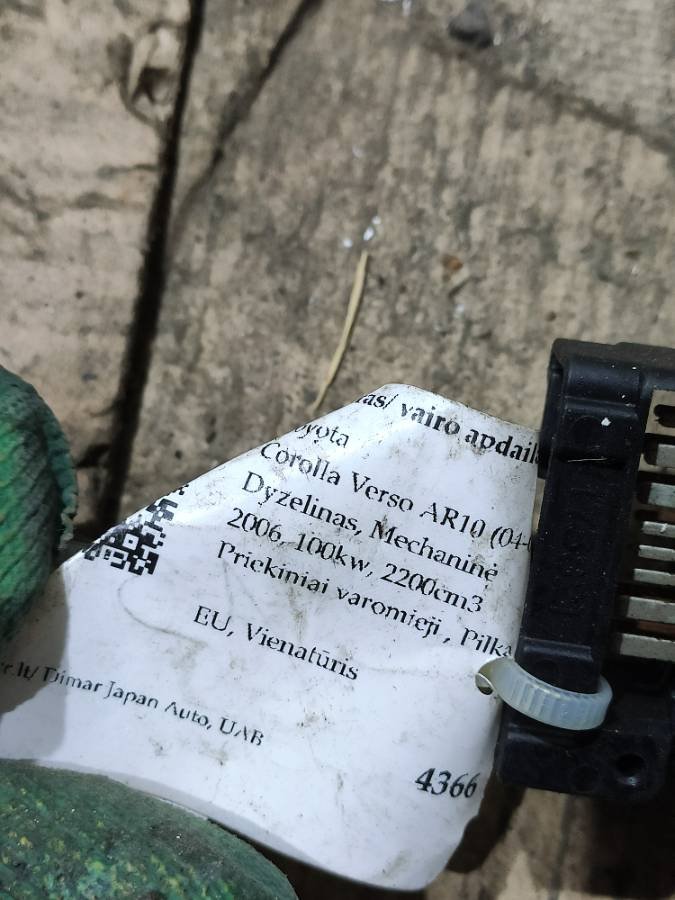 as/ vairo apdail
oyota
Corolla Verso AR10 (04-
Dyzelinas, Mechaninė
2006, 100kw, 2200cm3
Priekiniai varomieji , Pilka
EU, Vienatūris
r.lt/ Dimar Japan Auto, UAB
4366